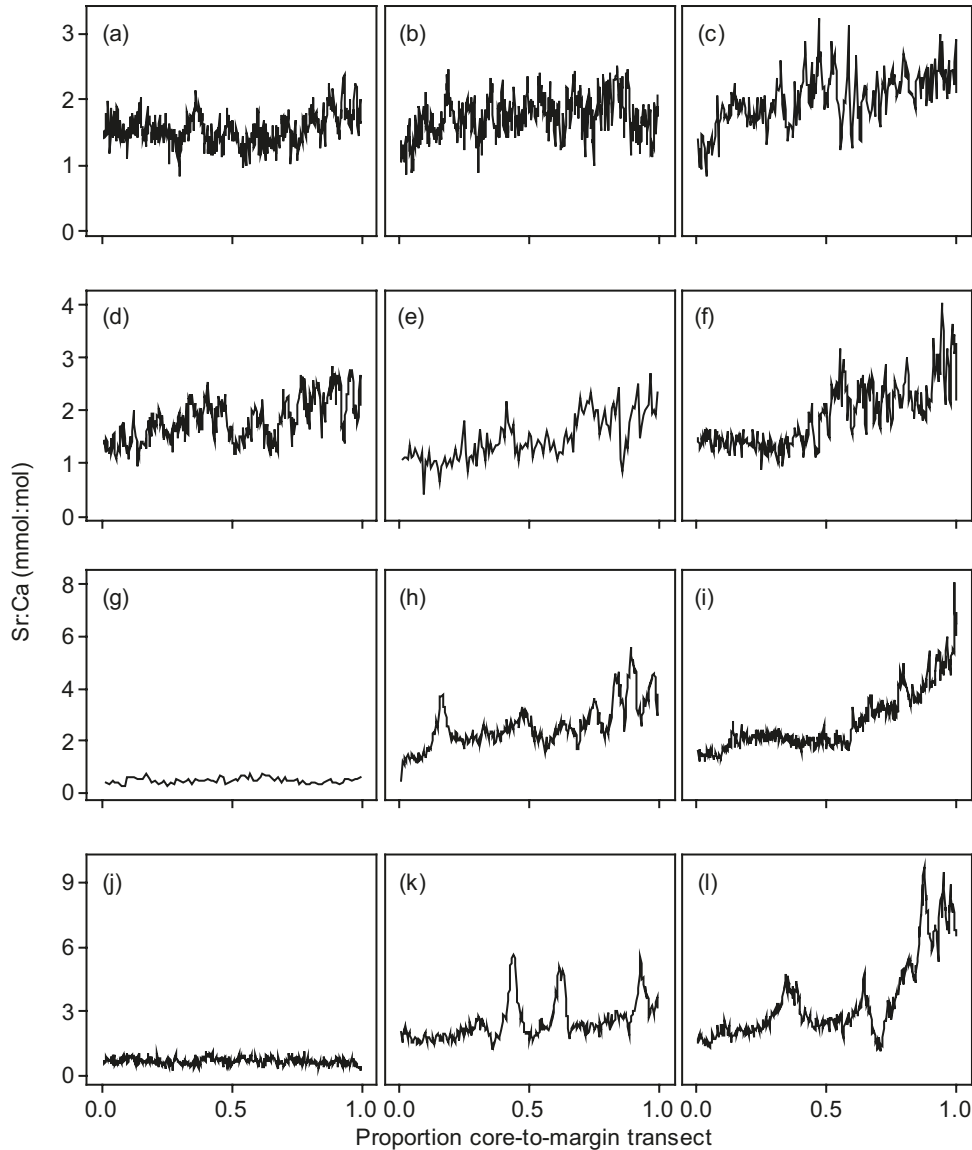 (a) (b) (c)
3
2
1
0
(d) (e) (f)
4
3
2
1
0
Sr:Ca (mmol:mol)
(g) (h) (i)
8
6
4
2
0
(j) (k) (l)
9
6
3
0
0.0 0.5 1.0 0.0 0.5 1.0 0.0 0.5 1.0
Proportion core-to-margin transect